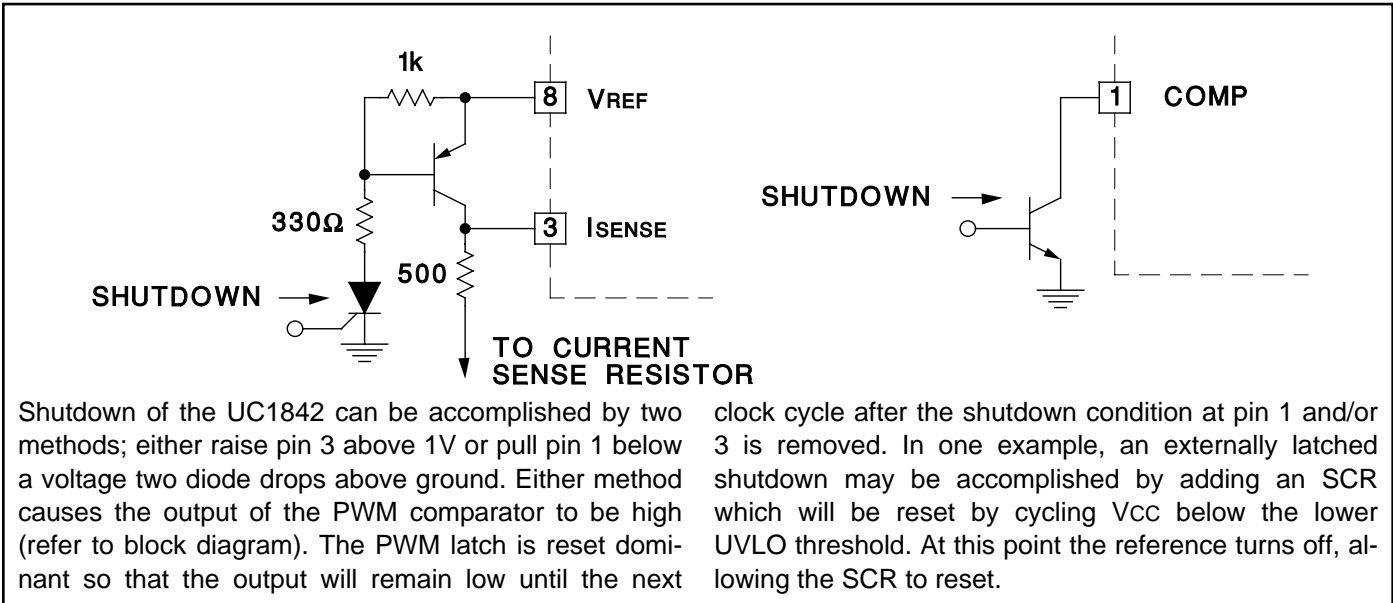 1k
8 VREF
330Ω
3 ISENSE
500
SHUTDOWN
TO CURRENT
SENSE RESISTOR
1 COMP
SHUTDOWN
Shutdown of the UC1842 can be accomplished by two
methods; either raise pin 3 above 1V or pull pin 1 below
a voltage two diode drops above ground. Either method
causes the output of the PWM comparator to be high
(refer to block diagram). The PWM latch is reset domi-
nant so that the output will remain low until the next
clock cycle after the shutdown condition at pin 1 and/or
3 is removed. In one example, an externally latched
shutdown may be accomplished by adding an SCR
which will be reset by cycling VCC below the lower
UVLO threshold. At this point the reference turns off, al-
lowing the SCR to reset.